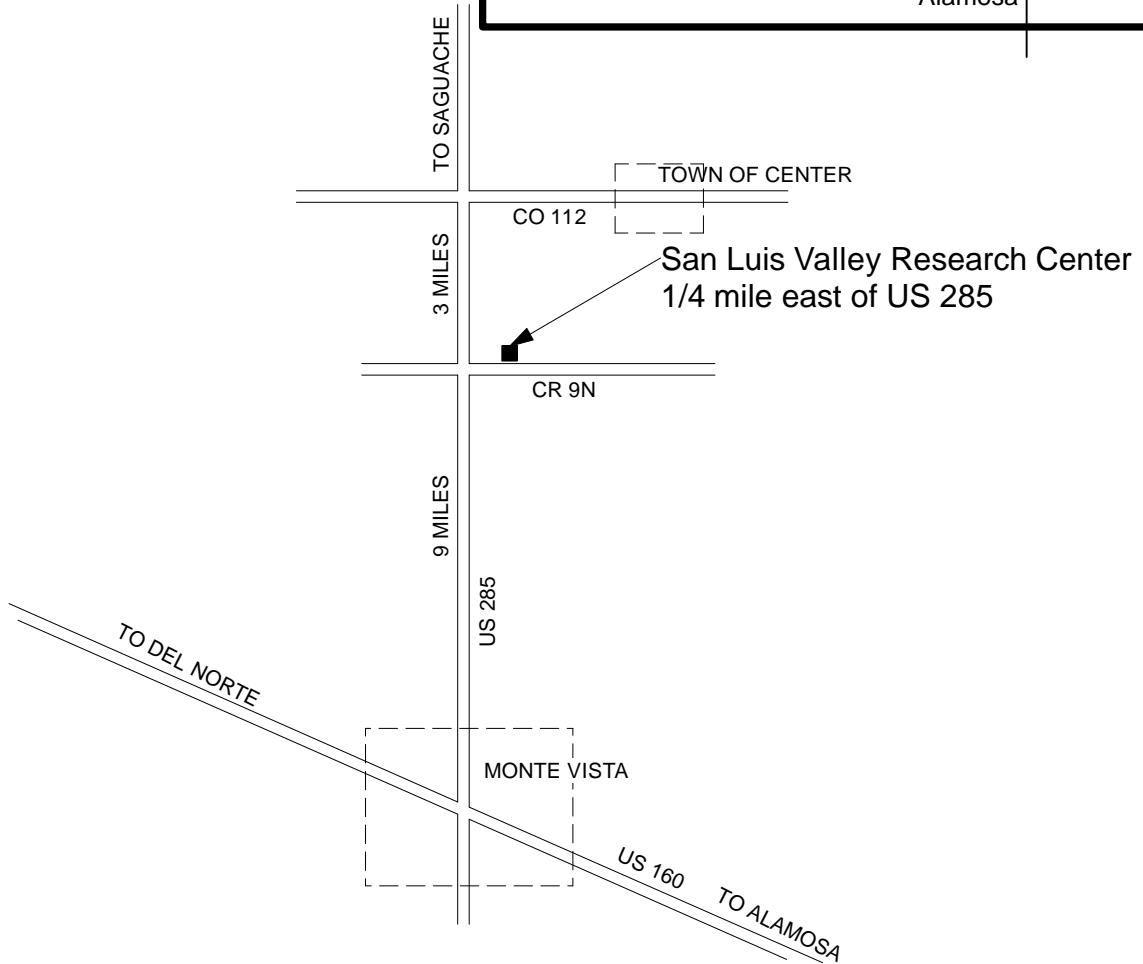 Alamosa
TO SAGUACHE
TOWN OF CENTER
CO 112
3 MILES
San Luis Valley Research Center
1/4 mile east of US 285
CR 9N
9 MILES
US 285
TO DEL NORTE
MONTE VISTA
US 160
TO ALAMOSA